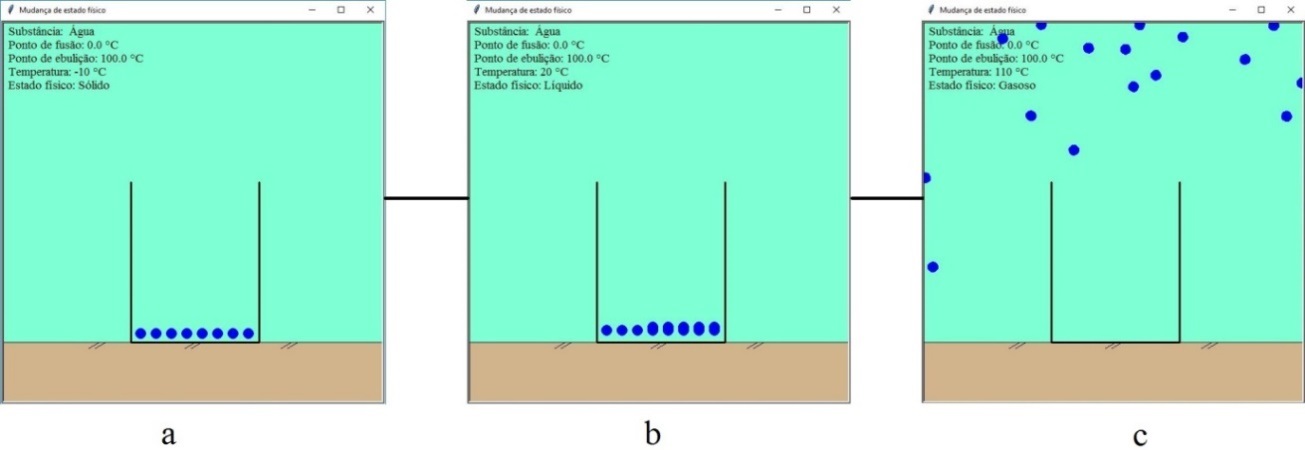 Mudança de estado físico
Substância: Água
Ponto de fusão: 0.0 °C
Ponto de ebulição: 100.0 °C
Temperatura: -10 °C
Estado físico: Sólido
a
Mudança de estado físico
Substância: Água
Ponto de fusão: 0.0 °C
Ponto de ebulição: 100.0 °C
Temperatura: 20 °C
Estado físico: Líquido
b
Mudança de estado físico
Substância: Água
Ponto de fusão: 0.0 °C
Ponto de ebulição: 100.0 °C
Temperatura: 110 °C
Estado físico: Gasoso
c